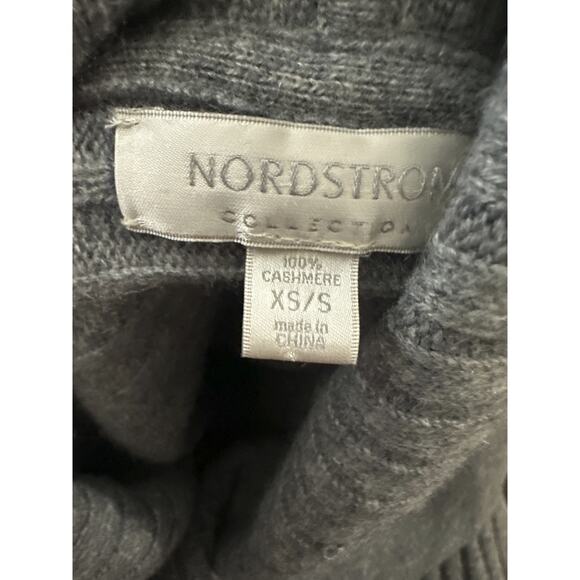 NORDSTROM
COLLECTION
100%
CASHMERE
XS/S
made in
CHINA